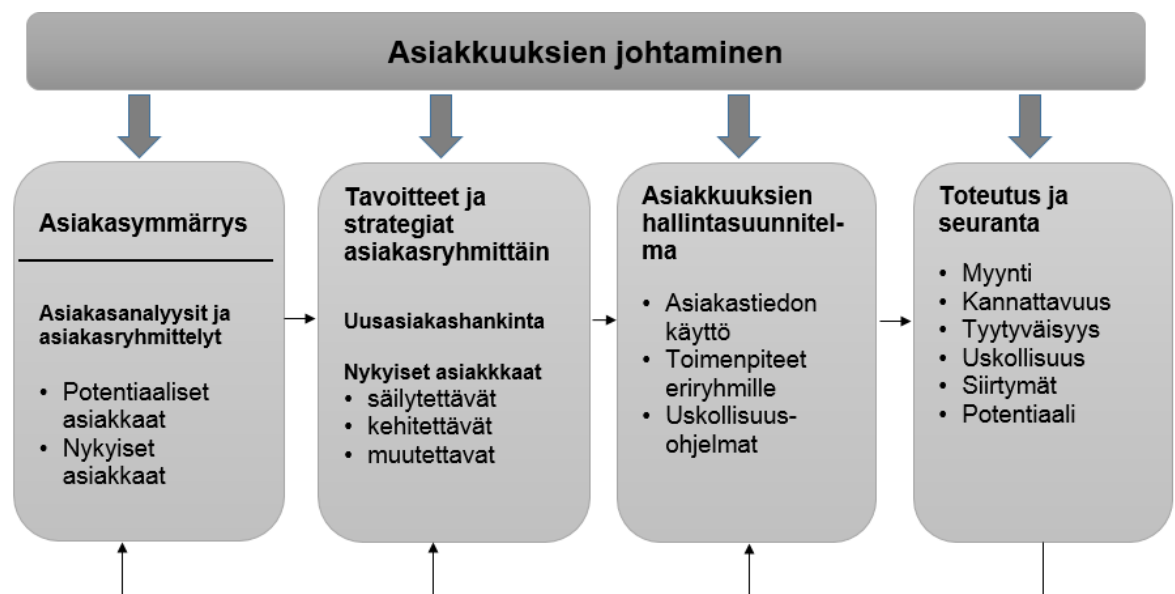 Asiakkuuksien johtaminen
Asiakasymmärrys
Asiakasanalyysit ja
asiakasryhmittelyt
• Potentiaaliset
asiakkaat
• Nykyiset
asiakkaat
Tavoitteet ja
strategiat
asiakasryhmittäin
Uusasiakashankinta
Nykyiset asiakkkaat
• säilytettävät
• kehitettävät
• muutettavat
Asiakkuuksien
hallintasuunnitel-
ma
• Asiakastiedon
käyttö
• Toimenpiteet
eriryhmille
• Uskollisuus-
ohjelmat
Toteutus ja
seuranta
• Myynti
• Kannattavuus
• Tyytyväisyys
• Uskollisuus
• Siirtymät
• Potentiaali